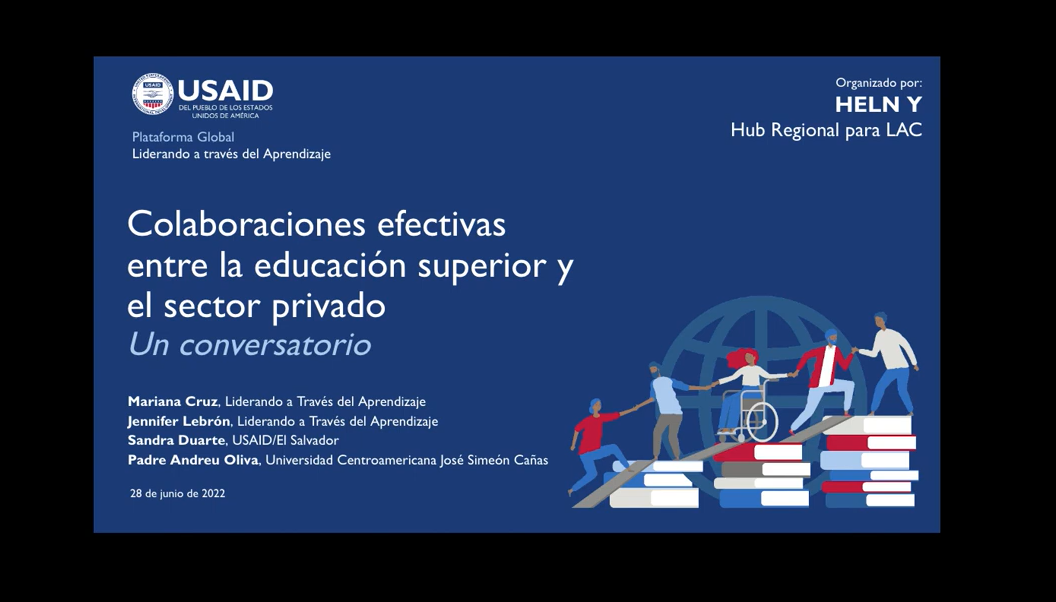 USAID
DEL PUEBLO DE LOS ESTADOS
UNIDOS DE AMÉRICA
Plataforma Global
Liderando a través del Aprendizaje
Organizado por:
HELN Y
Hub Regional para LAC
Colaboraciones efectivas
entre la educación superior y
el sector privado
Un conversatorio
Mariana Cruz, Liderando a Través del Aprendizaje
Jennifer Lebrón, Liderando a Través del Aprendizaje
Sandra Duarte, USAID/El Salvador
Padre Andreu Oliva, Universidad Centroamericana José Simeón Cañas
28 de junio de 2022